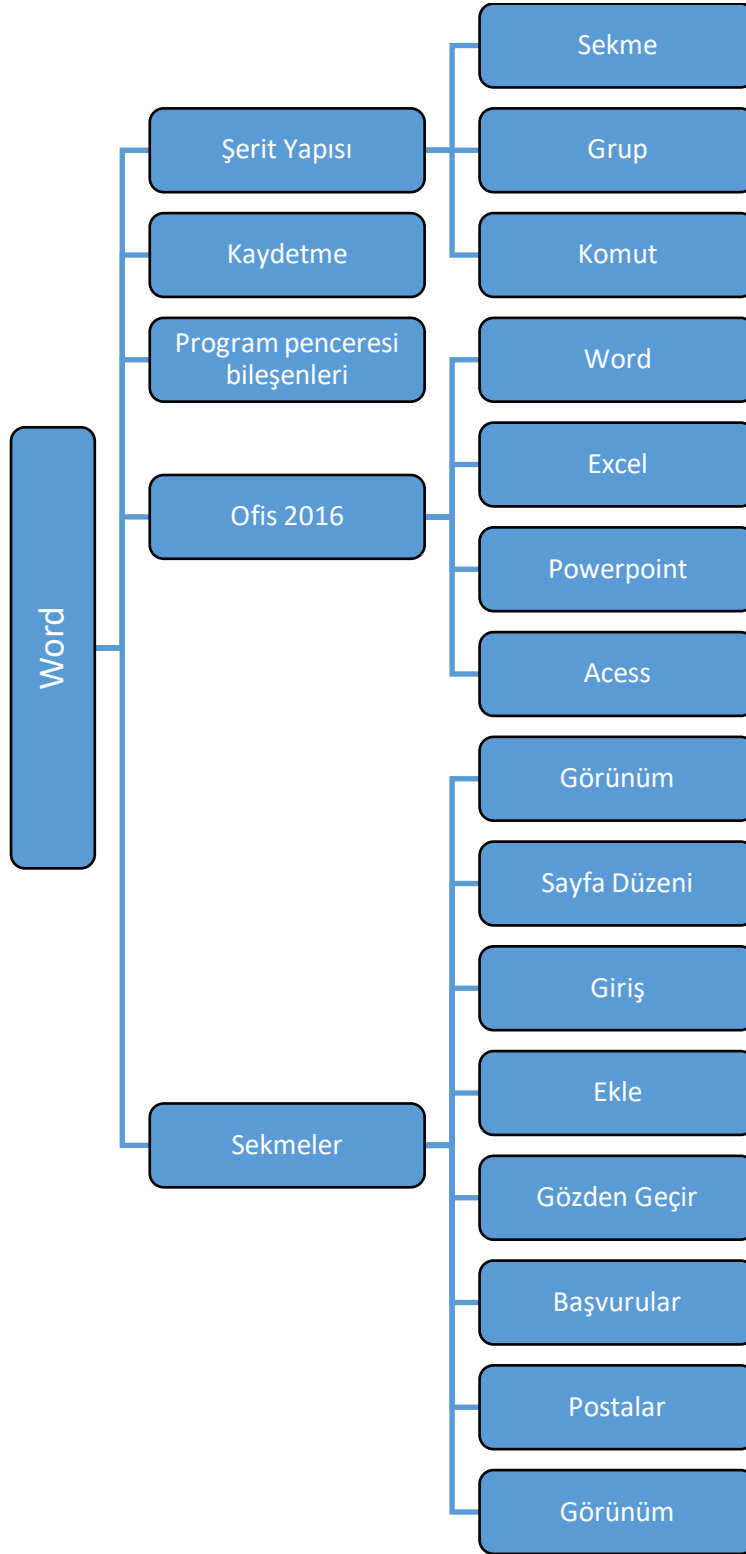 Word
Şerit Yapısı
Sekme
Grup
Komut
Kaydetme
Program penceresi
bileşenleri
Ofis 2016
Word
Excel
Powerpoint
Acess
Sekmeler
Görünüm
Sayfa Düzeni
Giriş
Ekle
Gözden Geçir
Başvurular
Postalar
Görünüm